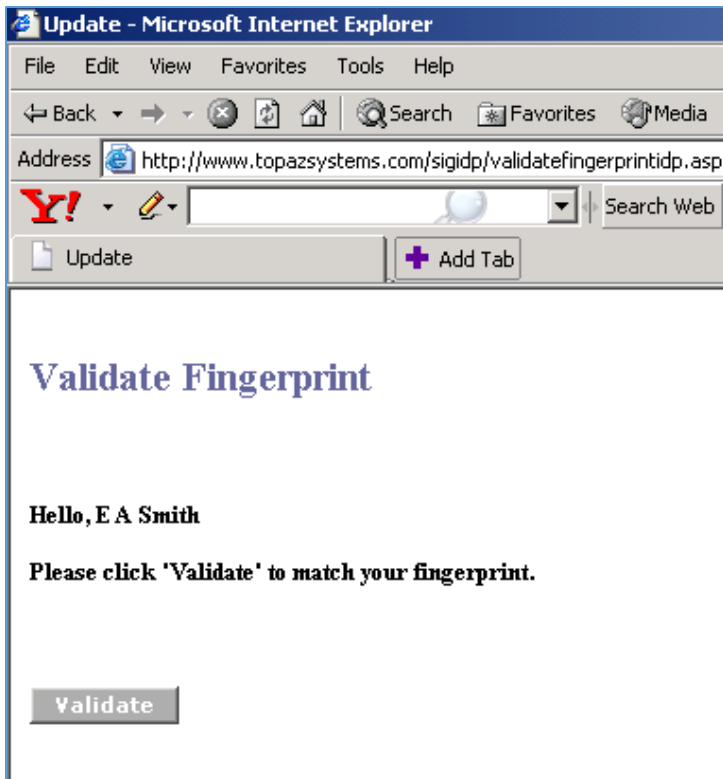 Update - Microsoft Internet Explorer
File Edit View Favorites Tools Help
Back Search Favorites Media
Address http://www.topazsystems.com/sigidp/validatefingerprintidp.asp
Y! Search Web
Update Add Tab
Validate Fingerprint
Hello, E A Smith
Please click 'Validate' to match your fingerprint.
Validate